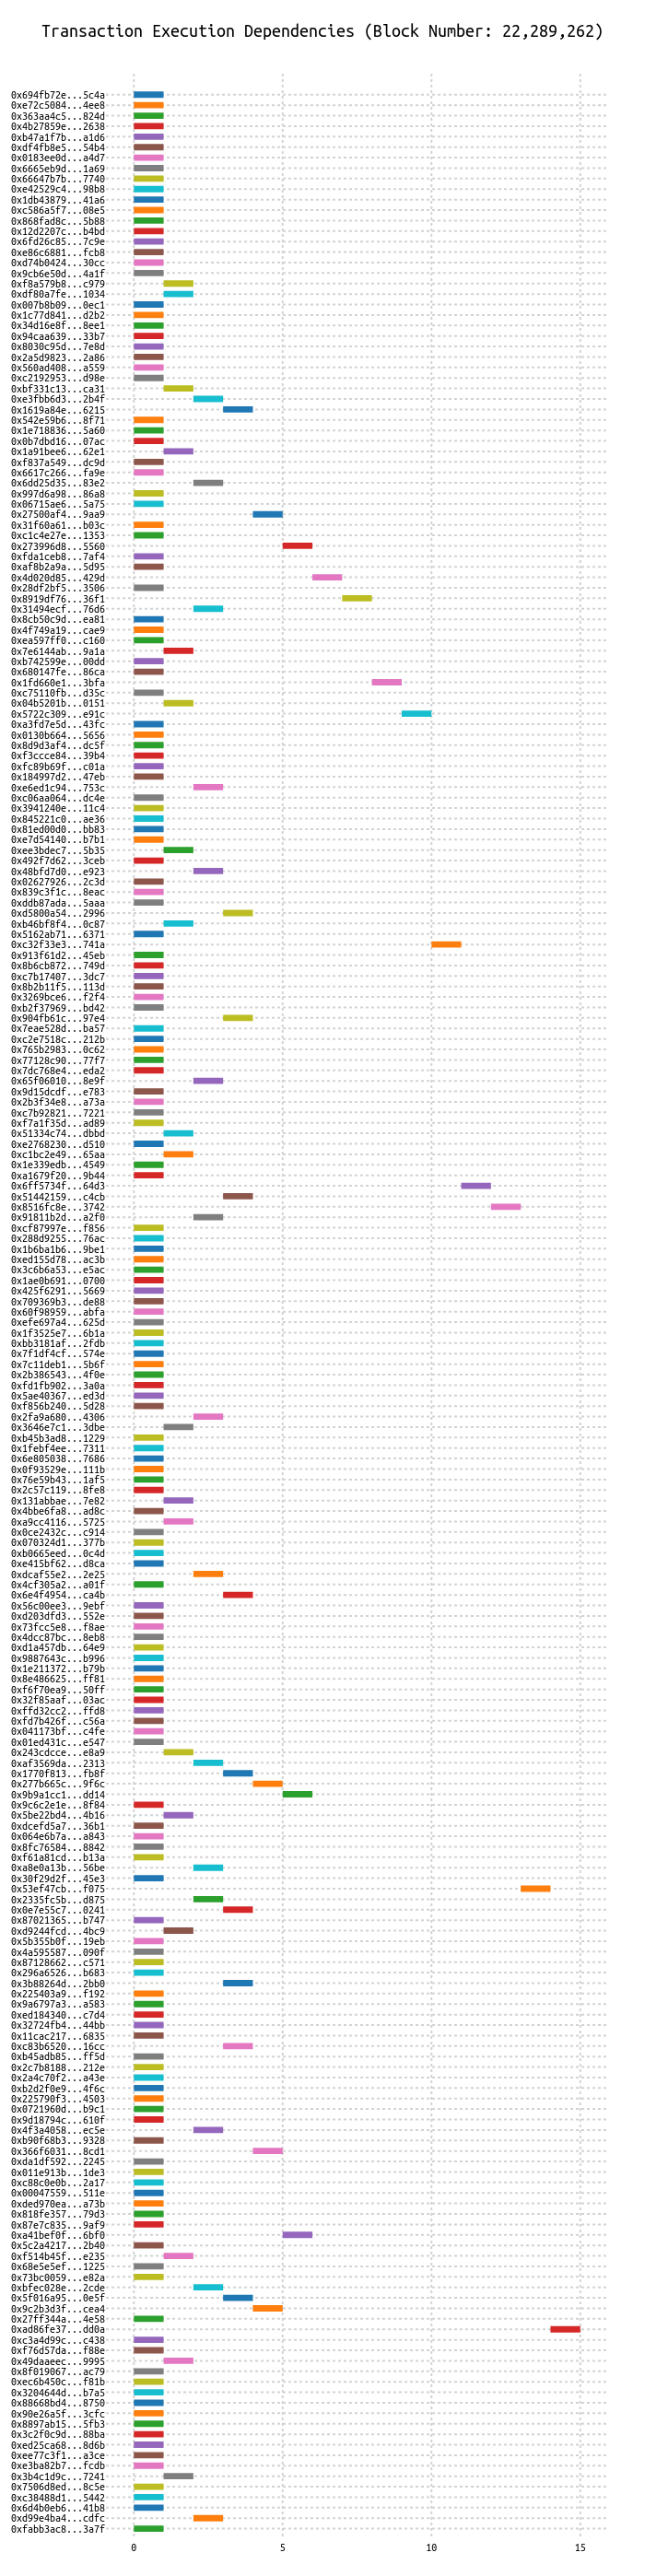 Transaction Execution Dependencies (Block Number: 22,289,262)
0x694fb72e...5c4a
0xe72c5084...4ee8
0x363aa4c5...824d
0x4b27859e...2638
0xb47a1f7b...a1d6
0xdf4fb8e5...54b4
0x0183ee0d...a4d7
0x6665eb9d...1a69
0x66647b7b...7740
0xe42529c4...98b8
0x1db43879...41a6
0xc586a5f7...08e5
0x868fad8c...5b88
0x12d2207c...b4bd
0x6fd26c85...7c9e
0xe86c6881...fcb8
0xd74b0424...30cc
0x9cb6e50d...4a1f
0xf8a579b8...c979
0xdf80a7fe...1034
0x007b8b09...0ec1
0x1c77d841...d2b2
0x34d16e8f...8ee1
0x94caa639...33b7
0x8030c95d...7e8d
0x2a5d9823...2a86
0x560ad408...a559
0xc2192953...d98e
0xbf331c13...ca31
0xe3fbb6d3...2b4f
0x1619a84e...6215
0x542e59b6...8f71
0x1e718836...5a60
0x0b7dbd16...07ac
0x1a91bee6...62e1
0xf837a549...dc9d
0x6617c266...fa9e
0x6dd25d35...83e2
0x997d6a98...86a8
0x06715ae6...5a75
0x27500af4...9aa9
0x31f60a61...b03c
0xc1c4e27e...1353
0x273996d8...5560
0xfda1ceb8...7af4
0xaf8b2a9a...5d95
0x4d020d85...429d
0x28df2bf5...3506
0x8919df76...36f1
0x31494ecf...76d6
0x8cb50c9d...ea81
0x4f749a19...cae9
0xea597ff0...c160
0x7e6144ab...9a1a
0xb742599e...00dd
0x680147fe...86ca
0x1fd660e1...3bfa
0xc75110fb...d35c
0x04b5201b...0151
0x5722c309...e91c
0xa3fd7e5d...43fc
0x0130b664...5656
0x8d9d3af4...dc5f
0xf3ccce84...39b4
0xfc89b69f...c01a
0x184997d2...47eb
0xe6ed1c94...753c
0xc06aa064...dc4e
0x3941240e...11c4
0x845221c0...ae36
0x81ed00d0...bb83
0xe7d54140...b7b1
0xee3bdec7...5b35
0x492f7d62...3ceb
0x48bfd7d0...e923
0x02627926...2c3d
0x839c3f1c...8eac
0xddb87ada...5aaa
0xd5800a54...2996
0xb46bf8f4...0c87
0x5162ab71...6371
0xc32f33e3...741a
0x913f61d2...45eb
0x8b6cb872...749d
0xc7b17407...3dc7
0x8b2b11f5...113d
0x3269bce6...f2f4
0xb2f37969...bd42
0x904fb61c...97e4
0x7eae528d...ba57
0xc2e7518c...212b
0x765b2983...0c62
0x77128c90...77f7
0x7dc768e4...eda2
0x65f06010...8e9f
0x9d15dcdf...e783
0x2b3f34e8...a73a
0xc7b92821...7221
0xf7a1f35d...ad89
0x51334c74...dbbd
0xe2768230...d510
0xc1bc2e49...65aa
0x1e339edb...4549
0xa1679f20...9b44
0x6ff5734f...64d3
0x51442159...c4cb
0x8516fc8e...3742
0x91811b2d...a2f0
0xcf87997e...f856
0x288d9255...76ac
0x1b6ba1b6...9be1
0xed155d78...ac3b
0x3c6b6a53...e5ac
0x1ae0b691...0700
0x425f6291...5669
0x709369b3...de88
0x60f98959...abfa
0xefe697a4...625d
0x1f3525e7...6b1a
0xbb3181af...2fdb
0x7f1df4cf...574e
0x7c11deb1...5b6f
0x2b386543...4f0e
0xfd1fb902...3a0a
0x5ae40367...ed3d
0xf856b240...5d28
0x2fa9a680...4306
0x3646e7c1...3dbe
0xb45b3ad8...1229
0x1febf4ee...7311
0x6e805038...7686
0x0f93529e...111b
0x76e59b43...1af5
0x2c57c119...8fe8
0x131abbae...7e82
0x4bbe6fa8...ad8c
0xa9cc4116...5725
0x0ce2432c...c914
0x070324d1...377b
0xb0665eed...0c4d
0xe415bf62...d8ca
0xdcaf55e2...2e25
0x4cf305a2...a01f
0x6e4f4954...ca4b
0x56c00ee3...9ebf
0xd203dfd3...552e
0x73fcc5e8...f8ae
0x4dcc87bc...8eb8
0xd1a457db...64e9
0x9887643c...b996
0x1e211372...b79b
0x8e486625...ff81
0xf6f70ea9...50ff
0x32f85aaf...03ac
0xffd32cc2...ffd8
0xfd7b426f...c56a
0x041173bf...c4fe
0x01ed431c...e547
0x243cdcce...e8a9
0xaf3569da...2313
0x1770f813...fb8f
0x277b665c...9f6c
0x9b9a1cc1...dd14
0x9c6c2e1e...8f84
0x5be22bd4...4b16
0xdcefd5a7...36b1
0x064e6b7a...a843
0x8fc76584...8842
0xf61a81cd...b13a
0xa8e0a13b...56be
0x30f29d2f...45e3
0x53ef47cb...f075
0x2335fc5b...d875
0x0e7e55c7...0241
0x87021365...b747
0xd9244fcd...4bc9
0x5b355b0f...19eb
0x4a595587...090f
0x87128662...c571
0x296a6526...b683
0x3b88264d...2bb0
0x225403a9...f192
0x9a6797a3...a583
0xed184340...c7d4
0x32724fb4...44bb
0x11cac217...6835
0xc83b6520...16cc
0xb45adb85...ff5d
0x2c7b8188...212e
0x2a4c70f2...a43e
0xb2d2f0e9...4f6c
0x225790f3...4503
0x0721960d...b9c1
0x9d18794c...610f
0x4f3a4058...ec5e
0xb90f68b3...9328
0x366f6031...8cd1
0xda1df592...2245
0x011e913b...1de3
0xc88c0e0b...2a17
0x00047559...511e
0xded970ea...a73b
0x818fe357...79d3
0x87e7c835...9af9
0xa41bef0f...6bf0
0x5c2a4217...2b40
0xf514b45f...e235
0x68e5e5ef...1225
0x73bc0059...e82a
0xbfec028e...2cde
0x5f016a95...0e5f
0x9c2b3d3f...cea4
0x27ff344a...4e58
0xad86fe37...dd0a
0xc3a4d99c...c438
0xf76d57da...f88e
0x49daaeec...9995
0x8f019067...ac79
0xec6b450c...f81b
0x3204644d...b7a5
0x88668bd4...8750
0x90e26a5f...3cfc
0x8897ab15...5fb3
0x3c2f0c9d...88ba
0xed25ca68...8d6b
0xee77c3f1...a3ce
0xe3ba82b7...fcdb
0x3b4c1d9c...7241
0x7506d8ed...8c5e
0xc38488d1...5442
0x6d4b0eb6...41b8
0xd99e4ba4...cdfc
0xfabb3ac8...3a7f
0 5 10 15